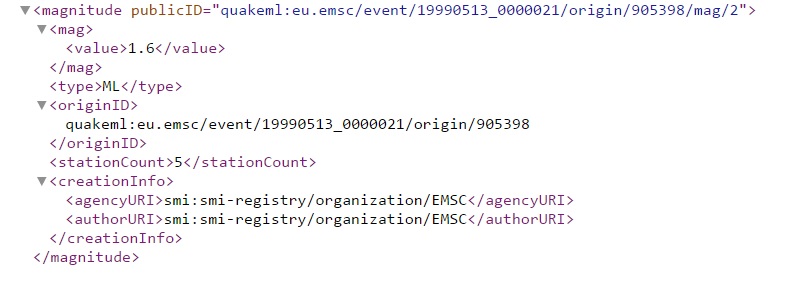 ▼<magnitude publicID="quakeml:eu.emsc/event/19990513_0000021/origin/905398/mag/2">
▼<mag>
<value>1.6</value>
</mag>
<type>ML</type>
▼<originID>
quakeml:eu.emsc/event/19990513_0000021/origin/905398
</originID>
<stationCount>5</stationCount>
▼<creationInfo>
<agencyURI>smi:smi-registry/organization/EMSC</agencyURI>
<authorURI>smi:smi-registry/organization/EMSC</authorURI>
</creationInfo>
</magnitude>